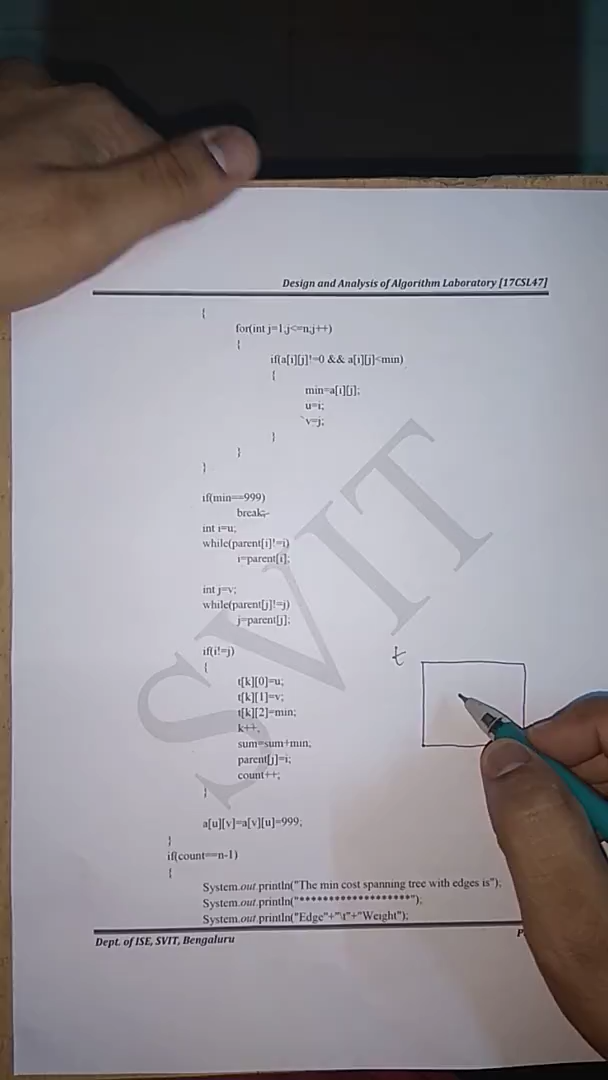 Design and Analysis of Algorithm Laboratory [17CSL47]
{
for(int j=1;j<=n;j++)
{
if(a[i][j]!=0 && a[i][j]<min)
{
min=a[i][j];
u=i;
`v=j;
}
}
}
if(min==999)
break;
int i=u;
while(parent[i]!=i)
i=parent[i];
int j=v;
while(parent[j]!=j)
j=parent[j];
if(i!=j)
{
t[k][0]=u;
t[k][1]=v;
t[k][2]=min;
k++;
sum=sum+min;
parent[j]=i;
count++;
}
a[u][v]=a[v][u]=999;
}
if(count==n-1)
{
System.out.println("The min cost spanning tree with edges is");
System.out.println("*******************");
System.out.println("Edge"+"\t"+"Weight");
Dept. of ISE, SVIT, Bengaluru
SVIT
t